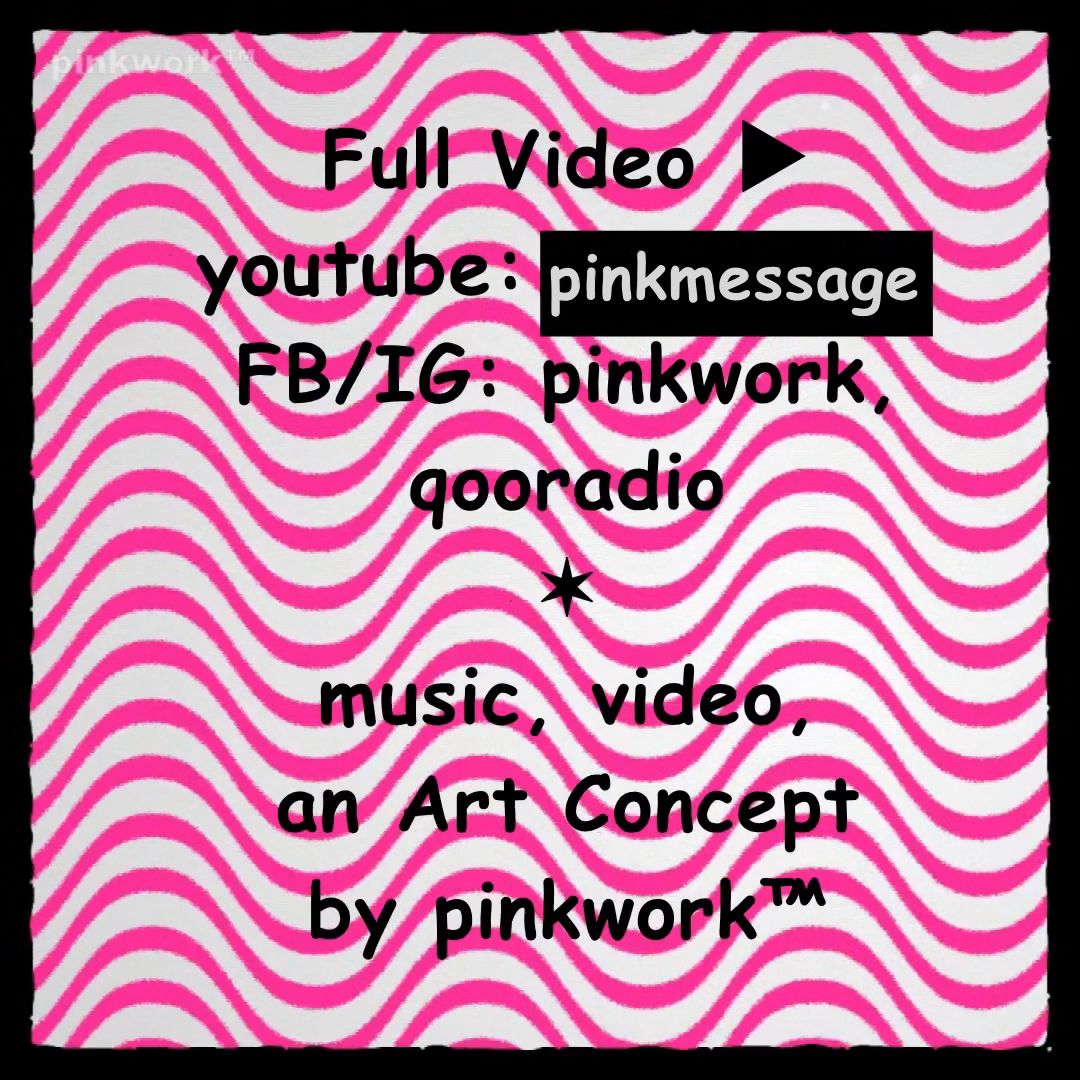 pinkwork™
Full Video ▶
youtube: pinkmessage
FB/IG: pinkwork,
qooradio
✶
music, video,
an Art Concept
by pinkwork™